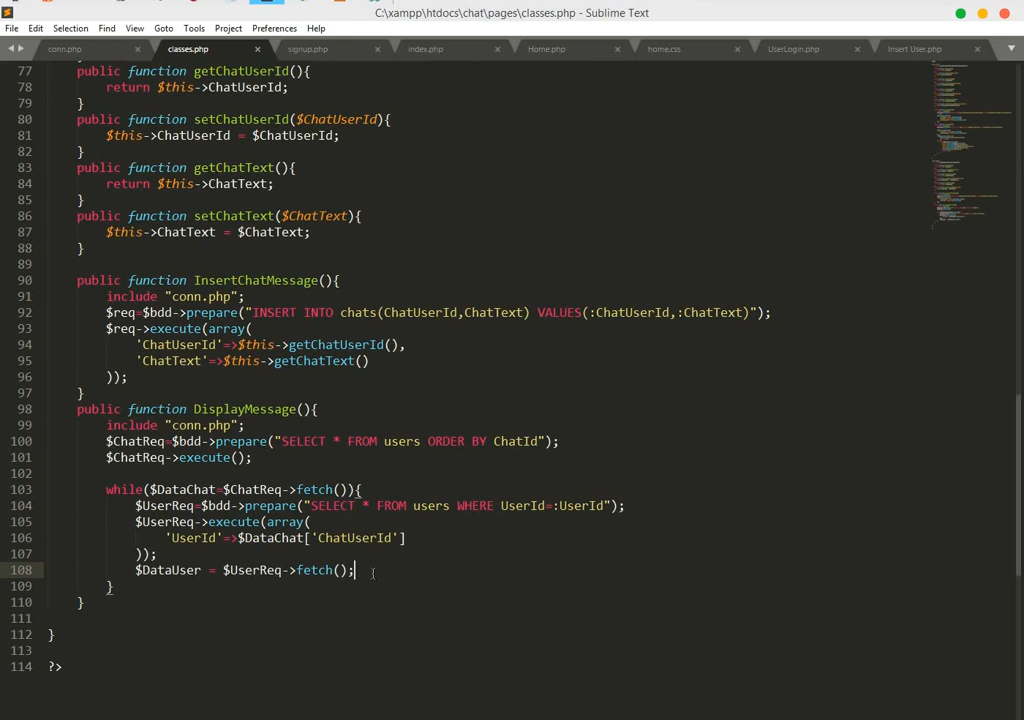 C:\xampp\htdocs\chat\pages\classes.php - Sublime Text
File Edit Selection Find View Goto Tools Project Preferences Help
conn.php × classes.php × signup.php × index.php × Home.php × home.css × UserLogin.php × Insert User.php ×
77 public function getChatUserId(){
78 return $this->ChatUserId;
79 }
80 public function setChatUserId($ChatUserId){
81 $this->ChatUserId = $ChatUserId;
82 }
83 public function getChatText(){
84 return $this->ChatText;
85 }
86 public function setChatText($ChatText){
87 $this->ChatText = $ChatText;
88 }
89
90 public function InsertChatMessage(){
91 include "conn.php";
92 $req=$bdd->prepare("INSERT INTO chats(ChatUserId,ChatText) VALUES(:ChatUserId,:ChatText)");
93 $req->execute(array(
94 'ChatUserId'=>$this->getChatUserId(),
95 'ChatText'=>$this->getChatText()
96 ));
97 }
98 public function DisplayMessage(){
99 include "conn.php";
100 $ChatReq=$bdd->prepare("SELECT * FROM users ORDER BY ChatId");
101 $ChatReq->execute();
102
103 while($DataChat=$ChatReq->fetch()){
104 $UserReq=$bdd->prepare("SELECT * FROM users WHERE UserId=:UserId");
105 $UserReq->execute(array(
106 'UserId'=>$DataChat['ChatUserId']
107 ));
108 $DataUser = $UserReq->fetch();
109 }
110 }
111
112 }
113
114 ?>